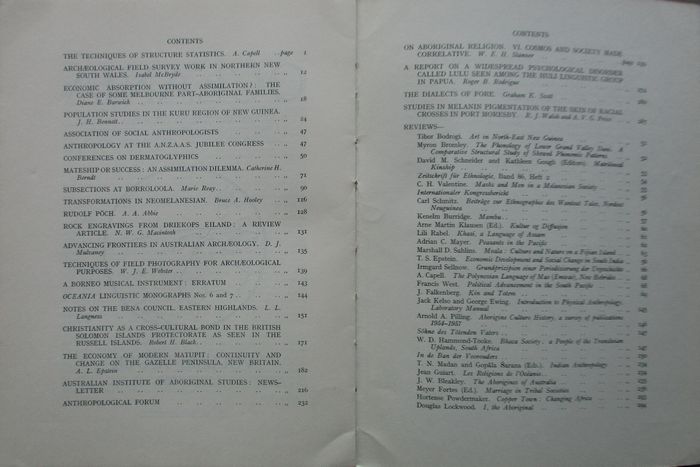 CONTENTS
THE TECHNIQUES OF STRUCTURE STATISTICS. A. Capell ..page 1
ARCHÆOLOGICAL FIELD SURVEY WORK IN NORTHERN NEW
SOUTH WALES. Isabel McBryde .. .. .. .. „ 12
ECONOMIC ABSORPTION WITHOUT ASSIMILATION? THE
CASE OF SOME MELBOURNE PART-ABORIGINAL FAMILIES.
Diane E. Barwick .. .. .. .. .. .. „ 18
POPULATION STUDIES IN THE KURU REGION OF NEW GUINEA.
J. H. Bennett .. .. .. .. .. .. „ 24
ASSOCIATION OF SOCIAL ANTHROPOLOGISTS .. .. „ 47
ANTHROPOLOGY AT THE A.N.Z.A.A.S. JUBILEE CONGRESS .. „ 47
CONFERENCES ON DERMATOGLYPHICS .. .. .. „ 50
MATESHIP OR SUCCESS: AN ASSIMILATION DILEMMA. Catherine H.
Berndt .. .. .. .. .. .. .. „ 71
SUBSECTIONS AT BORROLOOLA. Marie Reay .. .. .. „ 90
TRANSFORMATIONS IN NEOMELANESIAN. Bruce A. Hooley .. „ 116
RUDOLF PÖCH. A. A. Abbie .. .. .. .. „ 128
ROCK ENGRAVINGS FROM DRIEKOPS EILAND: A REVIEW
ARTICLE. N. W. G. Macintosh .. .. .. .. „ 131
ADVANCING FRONTIERS IN AUSTRALIAN ARCHÆOLOGY. D. J.
Mulvaney .. .. .. .. .. .. „ 135
TECHNIQUES OF FIELD PHOTOGRAPHY FOR ARCHÆOLOGICAL
PURPOSES. W. J. E. Webster .. .. .. .. „ 139
A BORNEO MUSICAL INSTRUMENT: ERRATUM .. .. „ 143
OCEANIA LINGUISTIC MONOGRAPHS Nos. 6 and 7 .. .. „ 144
NOTES ON THE BENA COUNCIL, EASTERN HIGHLANDS. L. L.
Langness .. .. .. .. .. .. „ 151
CHRISTIANITY AS A CROSS-CULTURAL BOND IN THE BRITISH
SOLOMON ISLANDS PROTECTORATE AS SEEN IN THE
RUSSELL ISLANDS. Robert H. Black .. .. .. „ 171
THE ECONOMY OF MODERN MATUPIT: CONTINUITY AND
CHANGE ON THE GAZELLE PENINSULA, NEW BRITAIN.
A. L. Epstein .. .. .. .. .. .. „ 182
AUSTRALIAN INSTITUTE OF ABORIGINAL STUDIES: NEWS-
LETTER .. .. .. .. .. .. .. „ 216
ANTHROPOLOGICAL FORUM .. .. .. .. .. „ 232
CONTENTS
ON ABORIGINAL RELIGION. VI. COSMOS AND SOCIETY MADE
CORRELATIVE. W. E. H. Stanner .. page
A REPORT ON A WIDESPREAD PSYCHOLOGICAL DISORDER
CALLED LULU SEEN AMONG THE HULI LINGUISTIC GROUP
IN PAPUA. Roger B. Rodrigue
THE DIALECTS OF FORE. Graham K. Scott
STUDIES IN MELANIN PIGMENTATION OF THE SKIN OF RACIAL
CROSSES IN PORT MORESBY. R. J. Walsh and A. V. G. Price
REVIEWS—
Tibor Bodrogi. Art in North-East New Guinea
Myron Bromley. The Phonology of Lower Grand Valley Dani. A
Comparative Structural Study of Skewed Phonemic Patterns
David M. Schneider and Kathleen Gough (Editors). Matrilineal
Kinship
Zeitschrift für Ethnologie, Band 86, Heft 2
C. H. Valentine. Masks and Men in a Melanesian Society
Internationaler Kongressbericht
Carl Schmitz. Beiträge zur Ethnographie des Wantoat Tales, Nordost
Neuguinea
Kenelm Burridge. Mambu
Arne Martin Klausen (Ed). Kultur og Diffusjon
Lili Rabel. Khasi, a Language of Assam
Adrian C. Mayer. Peasants in the Pacific
Marshall D. Sahlins. Moala: Culture and Nature on a Fijian Island
T. S. Epstein. Economic Development and Social Change in South India
Irmgard Sellnow. Grundprinzipien einer Periodisierung der Urgeschichte
A. Capell. The Polynesian Language of Mae (Emwae), New Hebrides
Francis West. Political Advancement in the South Pacific
J. Falkenberg. Kin and Totem
Jack Kelso and George Ewing. Introduction to Physical Anthropology.
Laboratory Manual
Arnold A. Pilling. Aborigine Culture History, a survey of publications
1954-1957
Söhne des Tötenden Vaters
W. D. Hammond-Tooke. Bhaca Society: a People of the Transkeian
Uplands, South Africa
In de Ban der Voorouders
T. N. Madan and Gopāla Sarana (Eds.). Indian Anthropology
Jean Guiart. Les Religions de l'Océanie
J. W. Bleakley. The Aborigines of Australia
Meyer Fortes (Ed.). Marriage in Tribal Societies
Hortense Powdermaker. Copper Town: Changing Africa
Douglas Lockwood. I, the Aboriginal